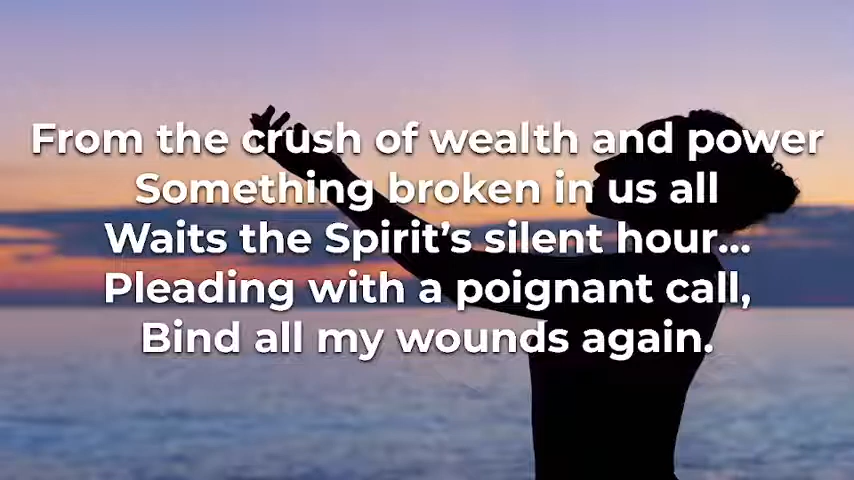 From the crush of wealth and power
Something broken in us all
Waits the Spirit’s silent hour...
Pleading with a poignant call,
Bind all my wounds again.